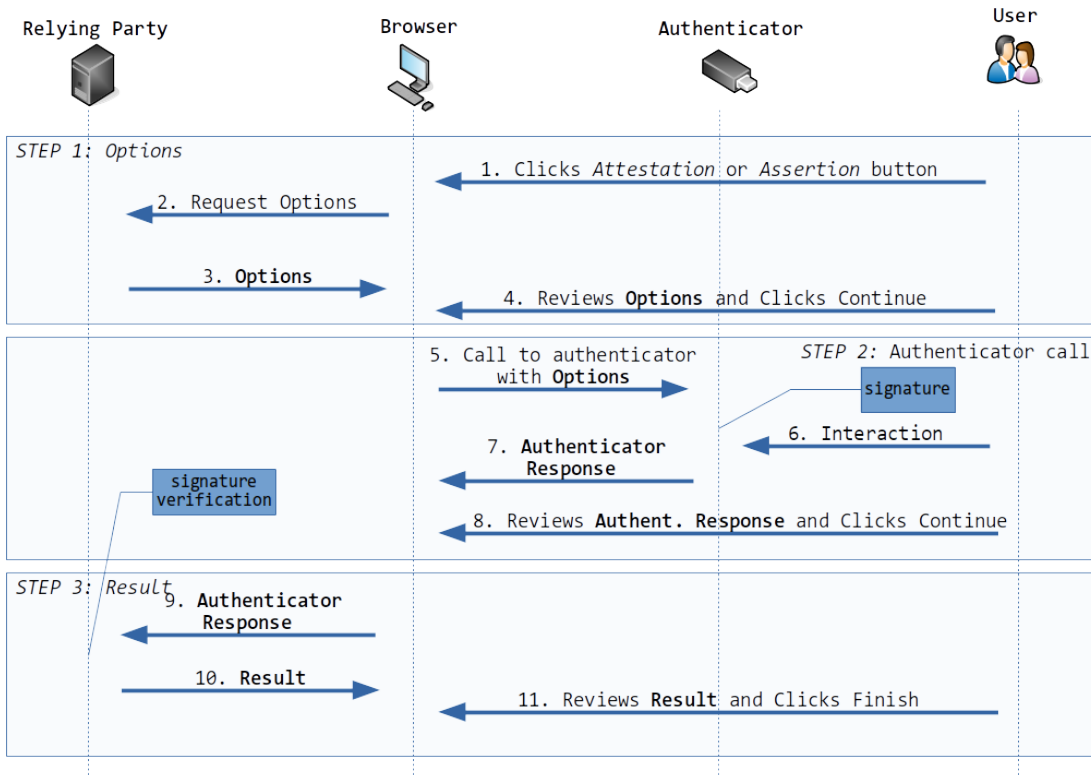 Relying Party
Browser
Authenticator
User
STEP 1: Options
1. Clicks Attestation or Assertion button
2. Request Options
3. Options
4. Reviews Options and Clicks Continue
5. Call to authenticator
with Options
STEP 2: Authenticator call
signature
6. Interaction
7. Authenticator
Response
signature
verification
8. Reviews Authent. Response and Clicks Continue
STEP 3: Result
9. Authenticator
Response
10. Result
11. Reviews Result and Clicks Finish